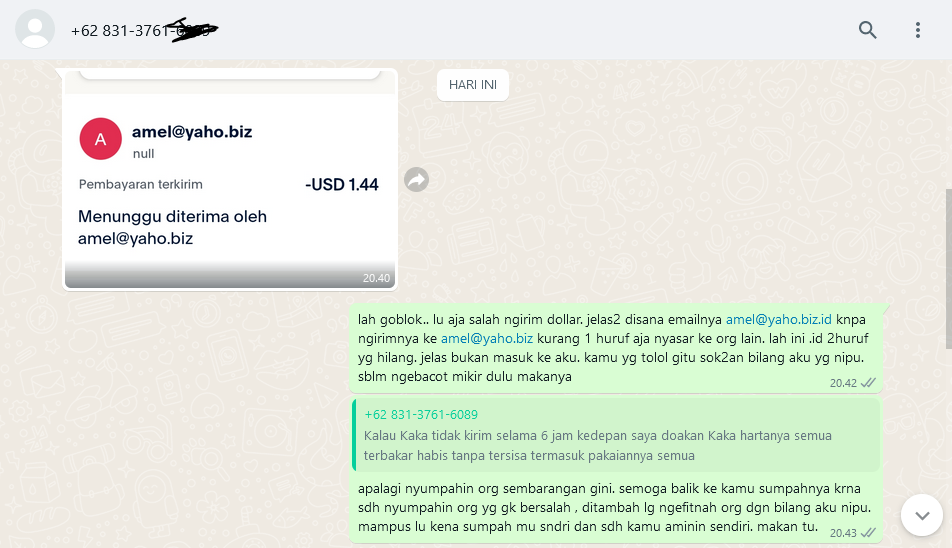 +62 831-3761-
HARI INI
A
amel@yaho.biz
null
Pembayaran terkirim
-USD 1.44
Menunggu diterima oleh
amel@yaho.biz
20.40
lah goblok.. lu aja salah ngirim dollar. jelas2 disana emailnya amel@yaho.biz.id knpa
ngirimnya ke amel@yaho.biz kurang 1 huruf aja nyasar ke org lain. lah ini .id 2huruf
yg hilang. jelas bukan masuk ke aku. kamu yg tolol gitu sok2an bilang aku yg nipu.
sblm ngebacot mikir dulu makanya
20.42
+62 831-3761-6089
Kalau Kaka tidak kirim selama 6 jam kedepan saya doakan Kaka hartanya semua
terbakar habis tanpa tersisa termasuk pakaiannya semua
apalagi nyumpahin org sembarangan gini. semoga balik ke kamu sumpahnya krna
sdh nyumpahin org yg gk bersalah , ditambah lg ngefitnah org dgn bilang aku nipu.
mampus lu kena sumpah mu sndri dan sdh kamu aminin sendiri. makan tu.
20.43